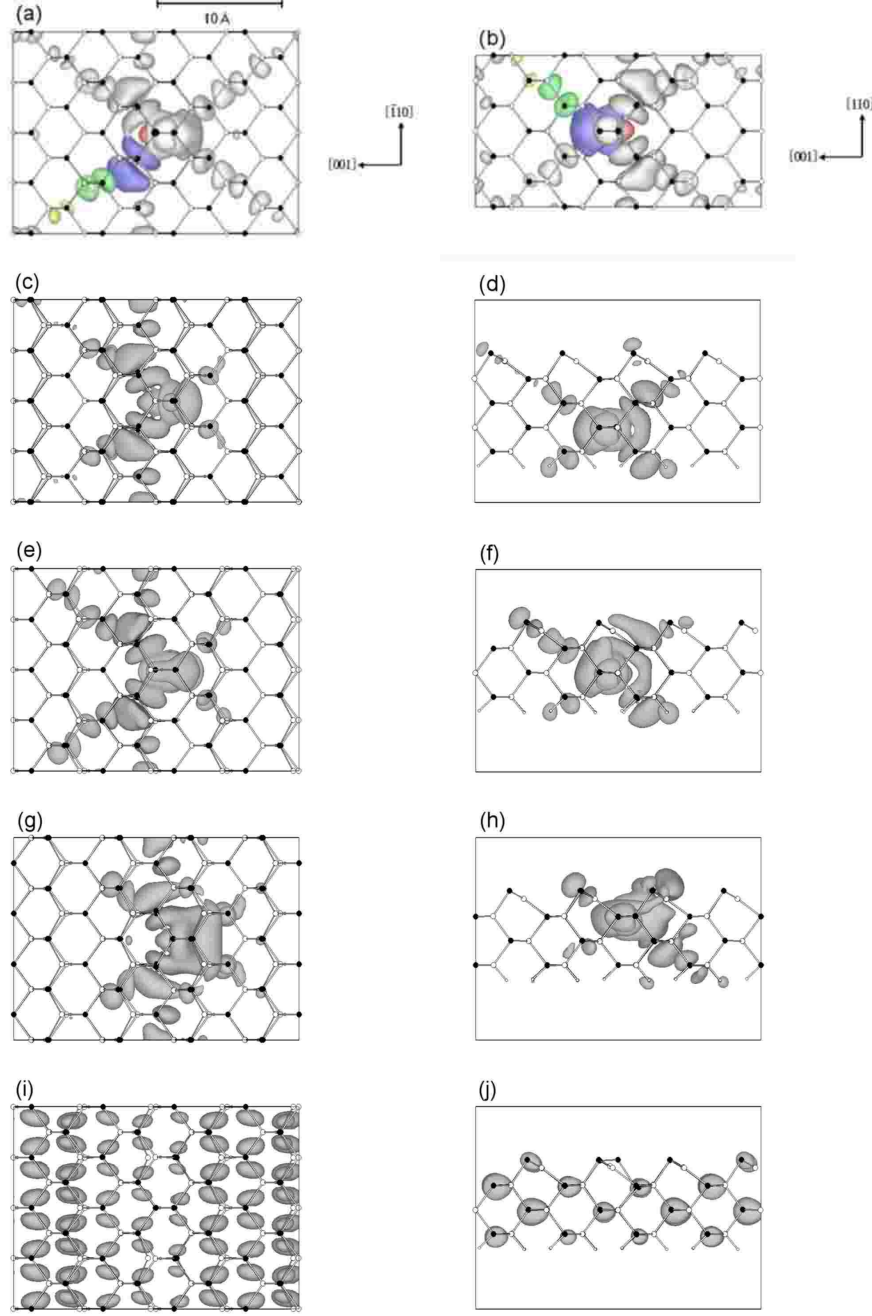 (a)
10 Å
(b)
[1̄10]
[001]
[110]
[001]
(c)
(d)
(e)
(f)
(g)
(h)
(i)
(j)